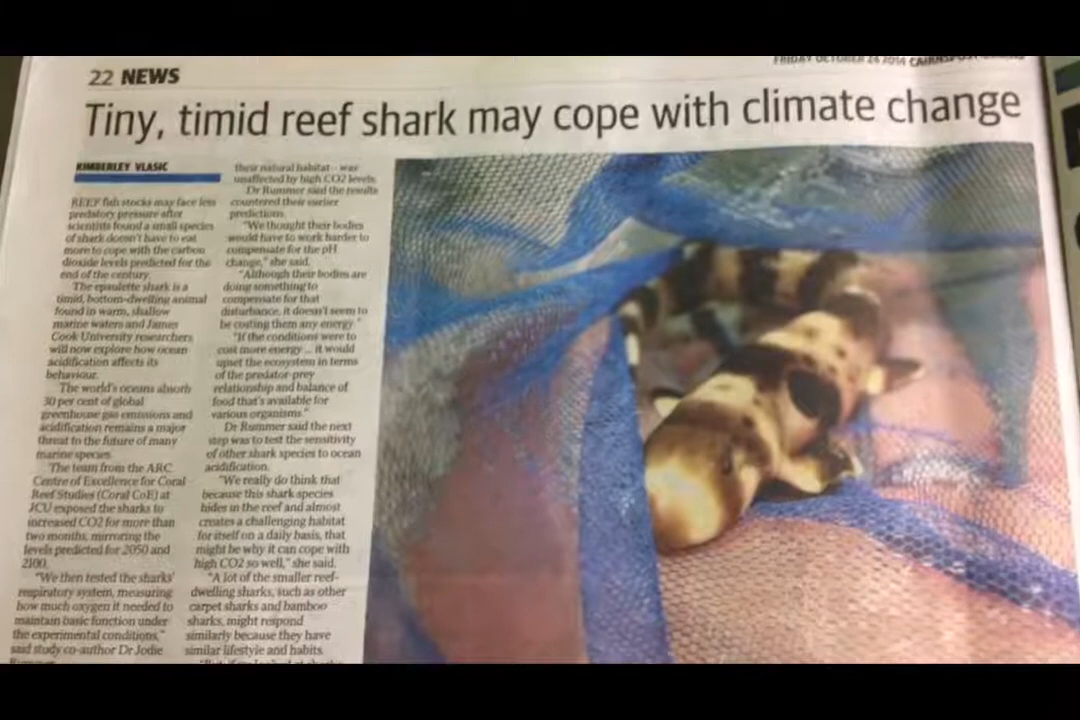 22 NEWS
FRIDAY OCTOBER 24 2014
Tiny, timid reef shark may cope with climate change
KIMBERLEY VLASIC
REEF fish stocks may face less
predatory pressure after
scientists found a small species
of shark doesn't have to eat
more to cope with the carbon
dioxide levels predicted for the
end of the century.
The epaulette shark is a
timid, bottom-dwelling animal
found in warm, shallow
marine waters and James
Cook University researchers
will now explore how ocean
acidification affects its
behaviour.
The world's oceans absorb
30 per cent of global
greenhouse gas emissions and
acidification remains a major
threat to the future of many
marine species.
The team from the ARC
Centre of Excellence for Coral
Reef Studies (Coral CoE) at
JCU exposed the sharks to
increased CO2 for more than
two months, mirroring the
levels predicted for 2050 and
2100.
"We then tested the sharks'
respiratory system, measuring
how much oxygen it needed to
maintain basic function under
the experimental conditions,"
said study co-author Dr Jodie
their natural habitat – was
unaffected by high CO2 levels.
Dr Rummer said the results
countered their earlier
predictions.
"We thought their bodies
would have to work harder to
compensate for the pH
change," she said.
"Although their bodies are
doing something to
compensate for that
disturbance, it doesn't seem to
be costing them any energy."
"If the conditions were to
cost more energy ... it would
upset the ecosystem in terms
of the predator-prey
relationship and balance of
food that's available for
various organisms."
Dr Rummer said the next
step was to test the sensitivity
of other shark species to ocean
acidification.
"We really do think that
because this shark species
hides in the reef and almost
creates a challenging habitat
for itself on a daily basis, that
might be why it can cope with
high CO2 so well," she said.
"A lot of the smaller reef-
dwelling sharks, such as other
carpet sharks and bamboo
sharks, might respond
similarly because they have
similar lifestyle and habits.